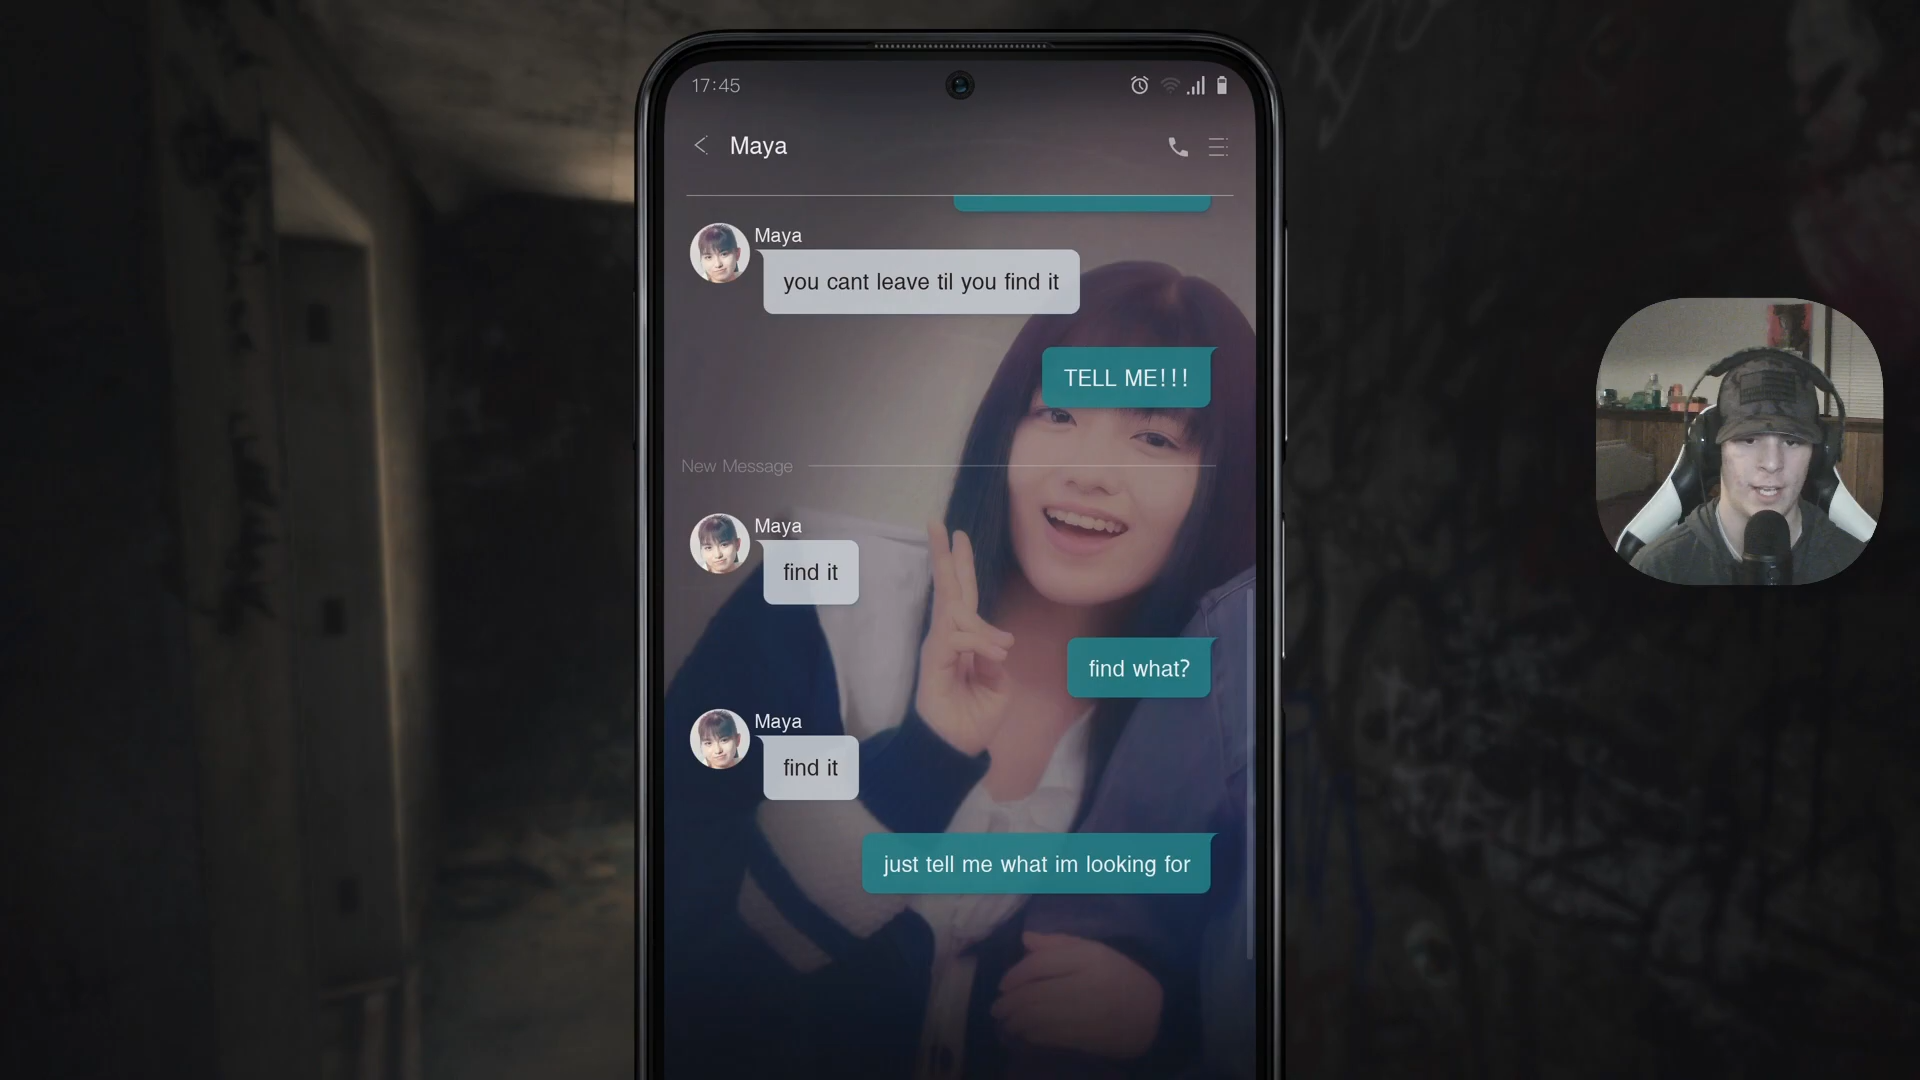 17:45
Maya
Maya
you cant leave til you find it
TELL ME!!!
New Message
Maya
find it
find what?
Maya
find it
just tell me what im looking for